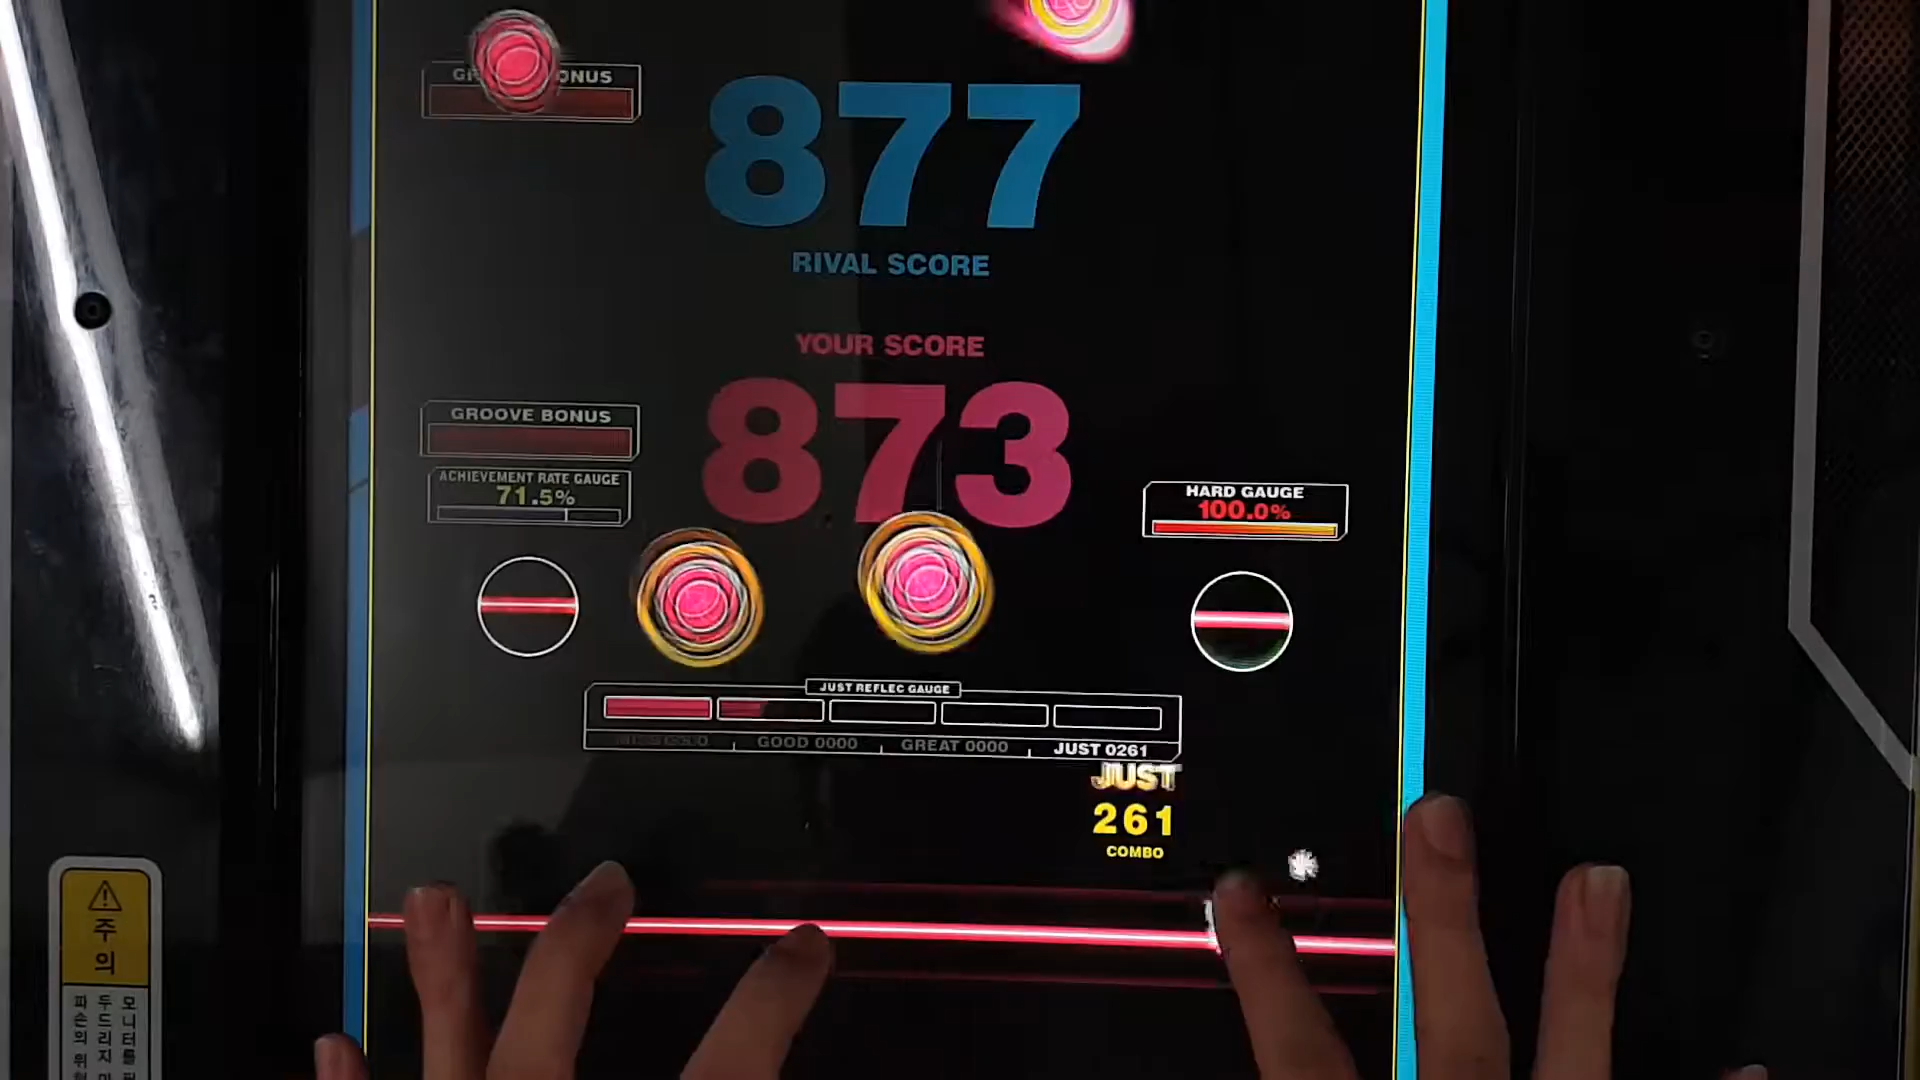 877
RIVAL SCORE
YOUR SCORE
873
GROOVE BONUS
ACHIEVEMENT RATE GAUGE
71.5%
HARD GAUGE
100.0%
JUST REFLEC GAUGE
GOOD 0000
GREAT 0000
JUST 0261
JUST
261
COMBO
주의
모니터를
두드리지
파손의 위